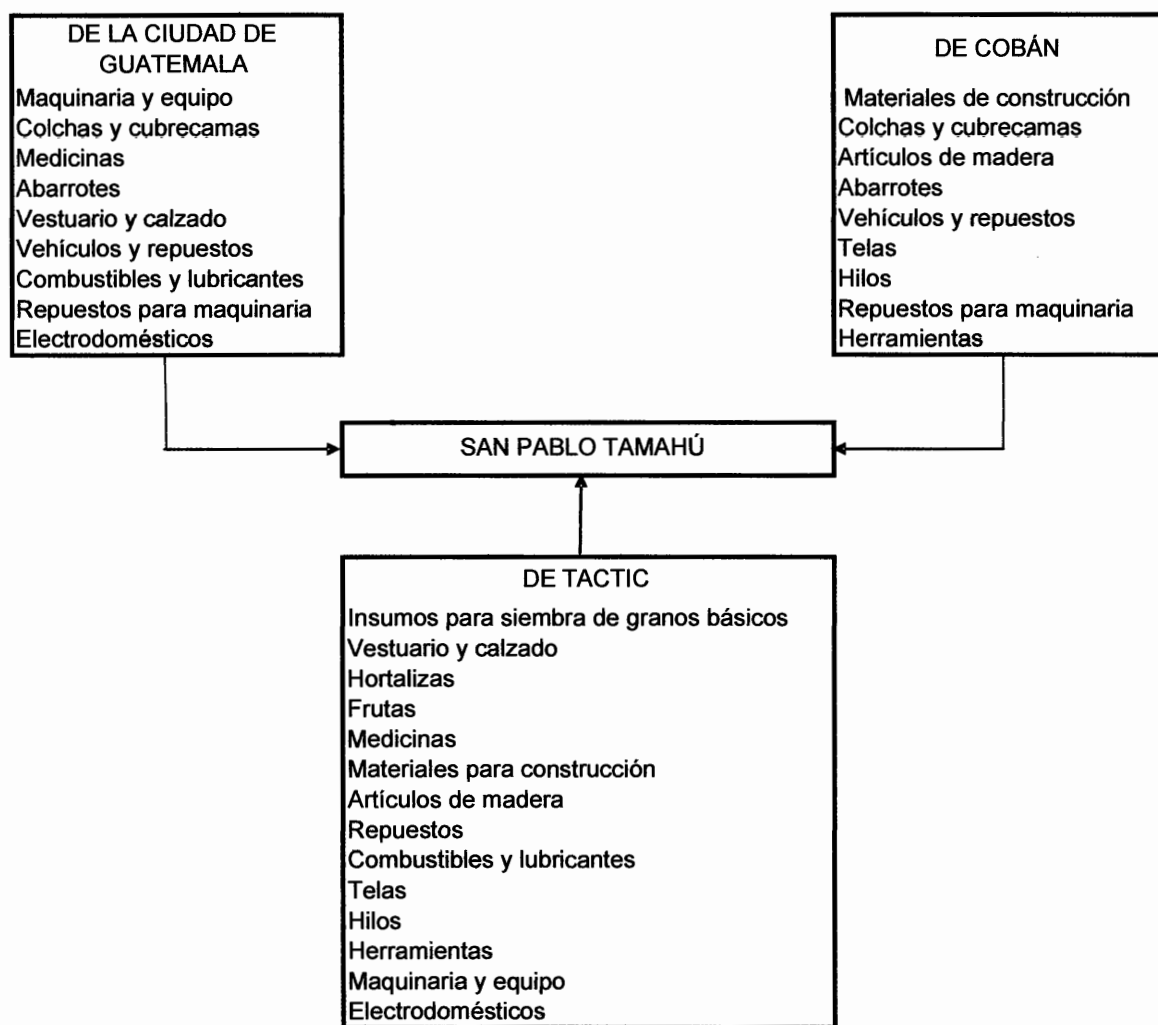 DE LA CIUDAD DE
GUATEMALA
Maquinaria y equipo
Colchas y cubrecamas
Medicinas
Abarrotes
Vestuario y calzado
Vehículos y repuestos
Combustibles y lubricantes
Repuestos para maquinaria
Electrodomésticos
DE COBÁN
Materiales de construcción
Colchas y cubrecamas
Artículos de madera
Abarrotes
Vehículos y repuestos
Telas
Hilos
Repuestos para maquinaria
Herramientas
SAN PABLO TAMAHÚ
DE TACTIC
Insumos para siembra de granos básicos
Vestuario y calzado
Hortalizas
Frutas
Medicinas
Materiales para construcción
Artículos de madera
Repuestos
Combustibles y lubricantes
Telas
Hilos
Herramientas
Maquinaria y equipo
Electrodomésticos